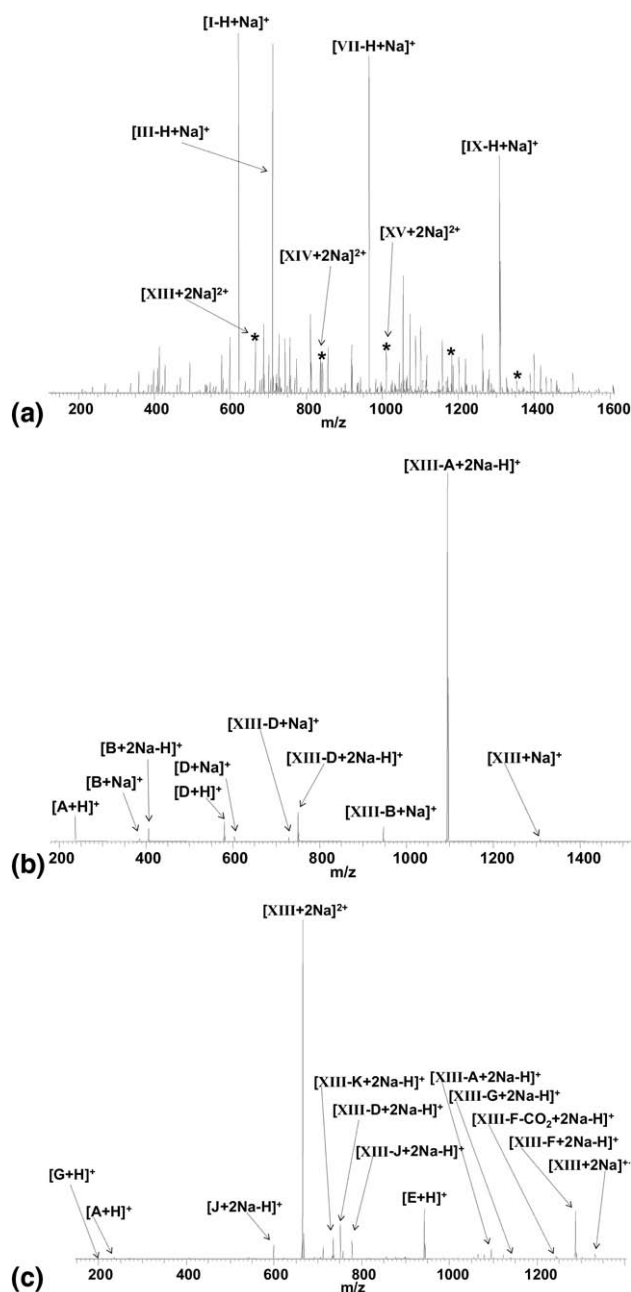 [I-H+Na]+
[VII-H+Na]+
[III-H+Na]+
[IX-H+Na]+
[XV+2Na]2+
[XIV+2Na]2+
[XIII+2Na]2+
* * * * *
200 400 600 800 1000 1200 1400 1600
(a) m/z
[XIII-A+2Na-H]+
[XIII-D+Na]+
[B+2Na-H]+
[XIII-D+2Na-H]+
[D+Na]+
[XIII+Na]+
[B+Na]+
[D+H]+
[A+H]+
[XIII-B+Na]+
200 400 600 800 1000 1200 1400
(b) m/z
[XIII+2Na]2+
[XIII-K+2Na-H]+
[XIII-A+2Na-H]+
[XIII-G+2Na-H]+
[XIII-D+2Na-H]+
[XIII-F-CO2+2Na-H]+
[XIII-J+2Na-H]+
[XIII-F+2Na-H]+
[XIII+2Na]+•
[G+H]+
[A+H]+
[J+2Na-H]+
[E+H]+
200 400 600 800 1000 1200
(c) m/z